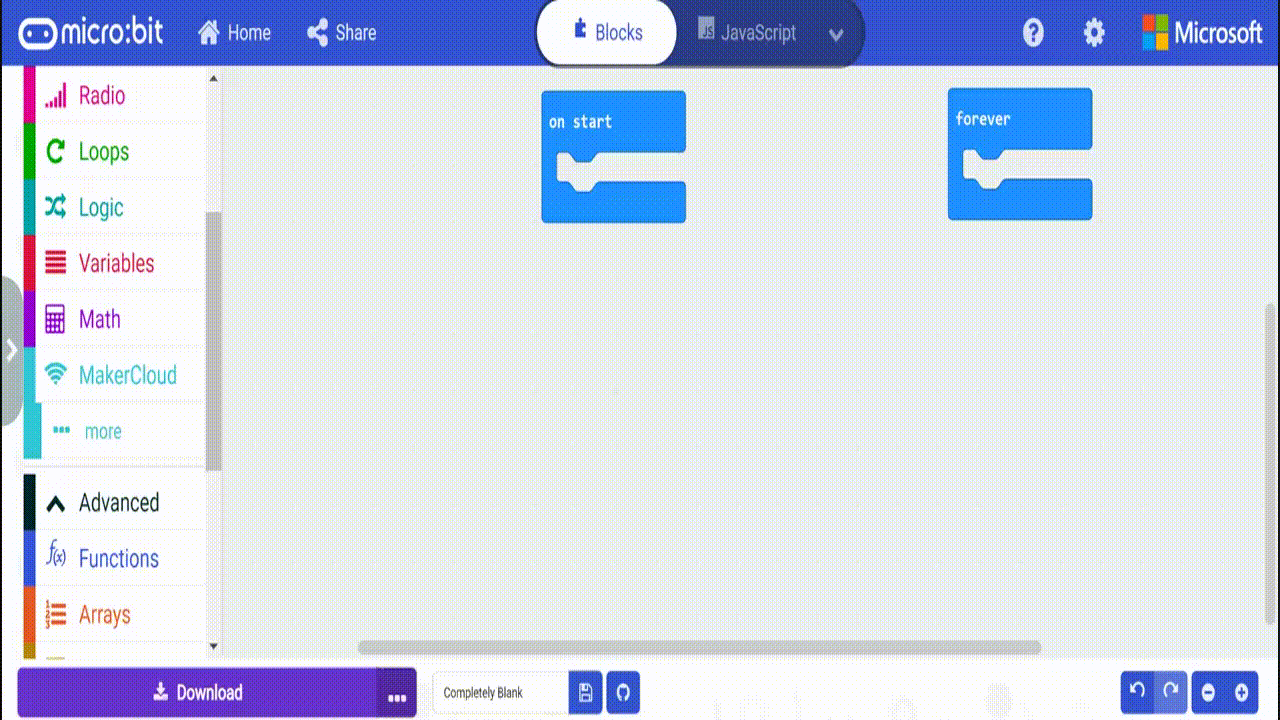 micro:bit Home Share Blocks JS JavaScript ? Microsoft
Radio
Loops
Logic
Variables
Math
MakerCloud
more
Advanced
f(x) Functions
Arrays
on start
forever
Download
Completely Blank